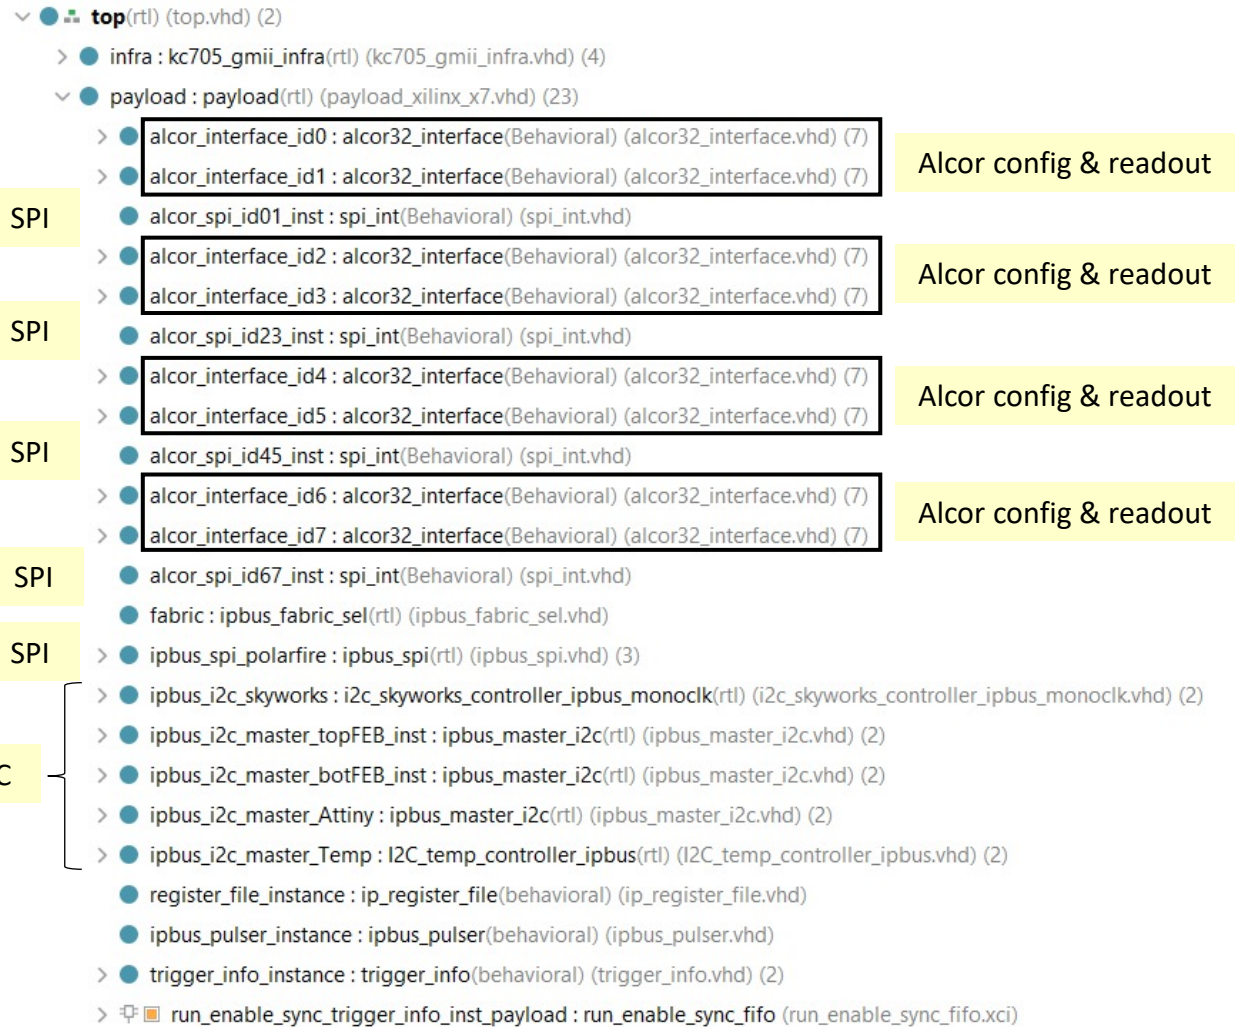 top(rtl) (top.vhd) (2)
infra : kc705_gmii_infra(rtl) (kc705_gmii_infra.vhd) (4)
payload : payload(rtl) (payload_xilinx_x7.vhd) (23)
alcor_interface_id0 : alcor32_interface(Behavioral) (alcor32_interface.vhd) (7)
Alcor config & readout
alcor_interface_id1 : alcor32_interface(Behavioral) (alcor32_interface.vhd) (7)
SPI
alcor_spi_id01_inst : spi_int(Behavioral) (spi_int.vhd)
alcor_interface_id2 : alcor32_interface(Behavioral) (alcor32_interface.vhd) (7)
Alcor config & readout
alcor_interface_id3 : alcor32_interface(Behavioral) (alcor32_interface.vhd) (7)
SPI
alcor_spi_id23_inst : spi_int(Behavioral) (spi_int.vhd)
alcor_interface_id4 : alcor32_interface(Behavioral) (alcor32_interface.vhd) (7)
Alcor config & readout
alcor_interface_id5 : alcor32_interface(Behavioral) (alcor32_interface.vhd) (7)
SPI
alcor_spi_id45_inst : spi_int(Behavioral) (spi_int.vhd)
alcor_interface_id6 : alcor32_interface(Behavioral) (alcor32_interface.vhd) (7)
Alcor config & readout
alcor_interface_id7 : alcor32_interface(Behavioral) (alcor32_interface.vhd) (7)
SPI
alcor_spi_id67_inst : spi_int(Behavioral) (spi_int.vhd)
fabric : ipbus_fabric_sel(rtl) (ipbus_fabric_sel.vhd)
SPI
ipbus_spi_polarfire : ipbus_spi(rtl) (ipbus_spi.vhd) (3)
ipbus_i2c_skyworks : i2c_skyworks_controller_ipbus_monoclk(rtl) (i2c_skyworks_controller_ipbus_monoclk.vhd) (2)
ipbus_i2c_master_topFEB_inst : ipbus_master_i2c(rtl) (ipbus_master_i2c.vhd) (2)
C
ipbus_i2c_master_botFEB_inst : ipbus_master_i2c(rtl) (ipbus_master_i2c.vhd) (2)
ipbus_i2c_master_Attiny : ipbus_master_i2c(rtl) (ipbus_master_i2c.vhd) (2)
ipbus_i2c_master_Temp : I2C_temp_controller_ipbus(rtl) (I2C_temp_controller_ipbus.vhd) (2)
register_file_instance : ip_register_file(behavioral) (ip_register_file.vhd)
ipbus_pulser_instance : ipbus_pulser(behavioral) (ipbus_pulser.vhd)
trigger_info_instance : trigger_info(behavioral) (trigger_info.vhd) (2)
run_enable_sync_trigger_info_inst_payload : run_enable_sync_fifo (run_enable_sync_fifo.xci)